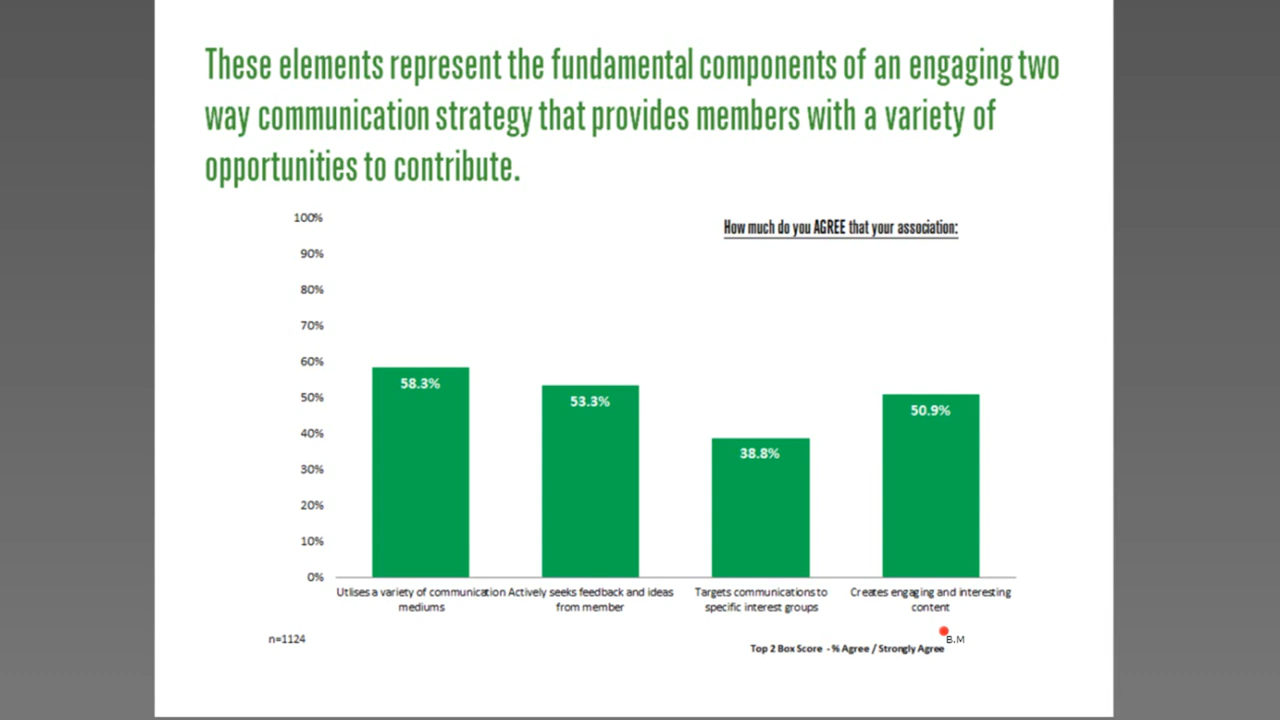 These elements represent the fundamental components of an engaging two
way communication strategy that provides members with a variety of
opportunities to contribute.
How much do you AGREE that your association:
100%
90%
80%
70%
60%
50%
40%
30%
20%
10%
0%
58.3%
53.3%
38.8%
50.9%
Utlises a variety of communication
mediums
Actively seeks feedback and ideas
from member
Targets communications to
specific interest groups
Creates engaging and interesting
content
n=1124
B.M
Top 2 Box Score - % Agree / Strongly Agree